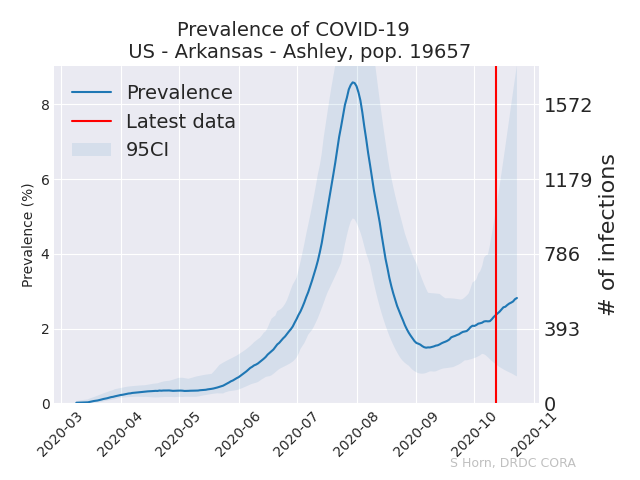 Prevalence of COVID-19
US - Arkansas - Ashley, pop. 19657
Prevalence
Latest data
95CI
Prevalence (%)
8
6
4
2
0
1572
1179
786
393
0
# of infections
2020-03
2020-04
2020-05
2020-06
2020-07
2020-08
2020-09
2020-10
2020-11
S Horn, DRDC CORA